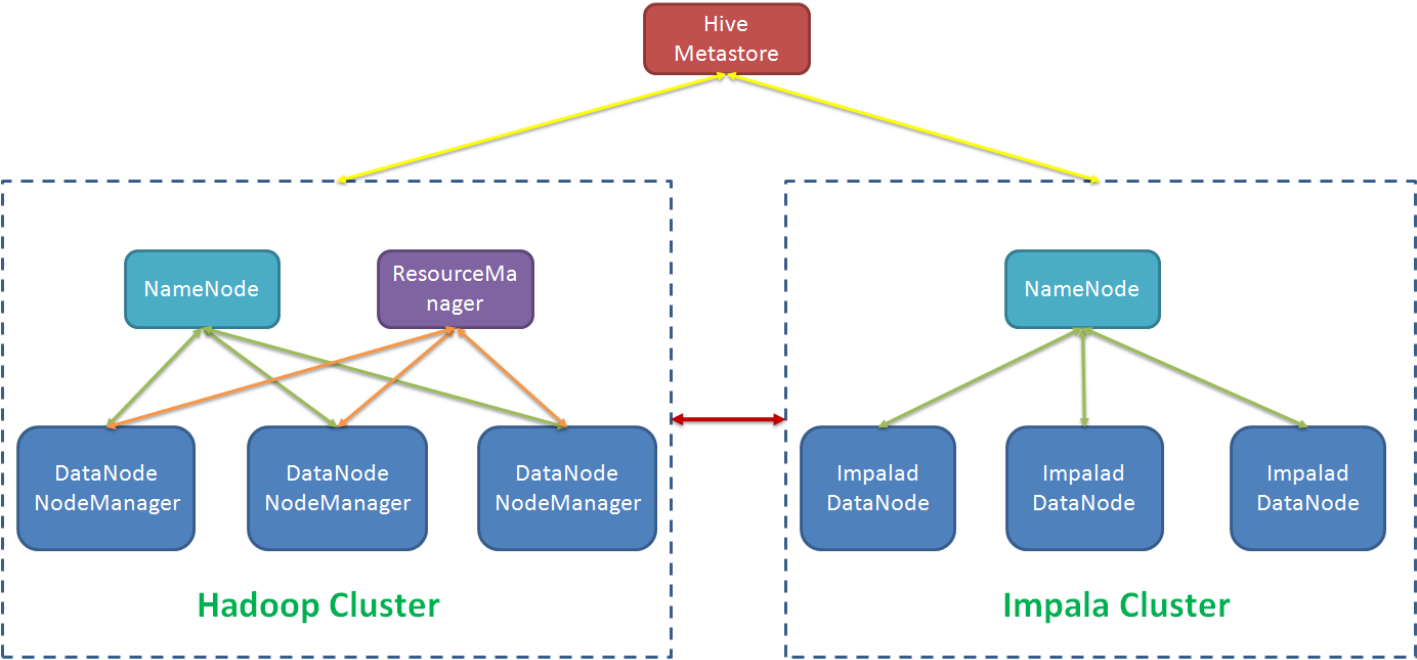 Hive
Metastore
NameNode
ResourceMa
nager
NameNode
DataNode
NodeManager
DataNode
NodeManager
DataNode
NodeManager
Impalad
DataNode
Impalad
DataNode
Impalad
DataNode
Hadoop Cluster
Impala Cluster